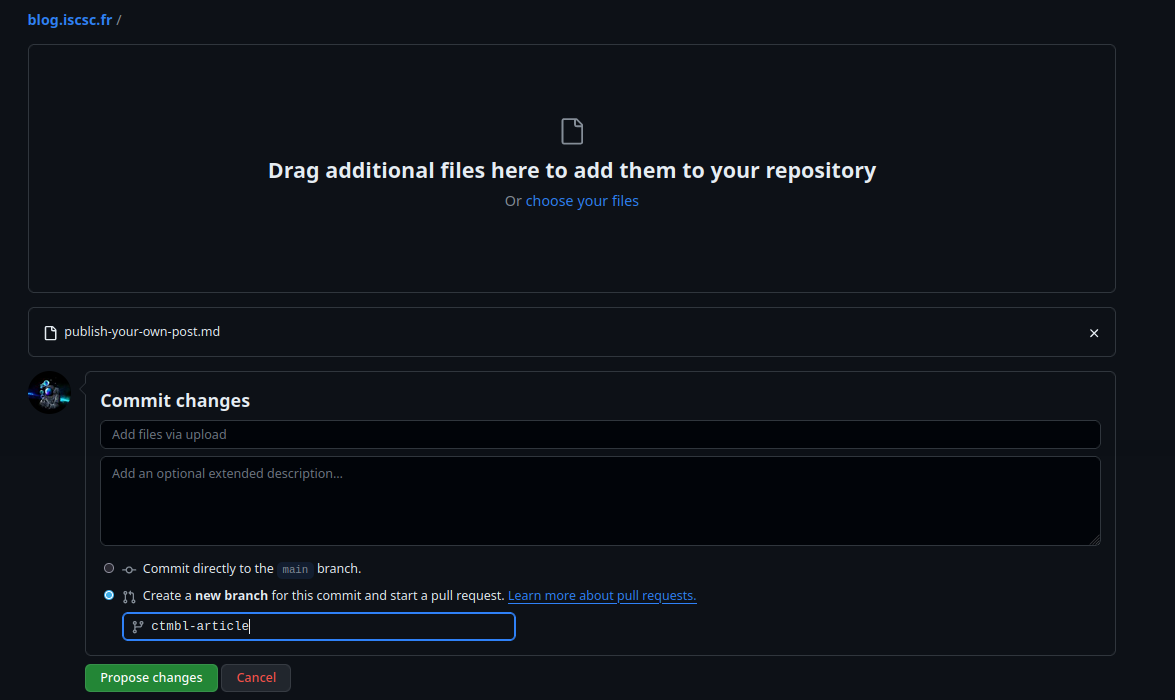 blog.iscsc.fr /
Drag additional files here to add them to your repository
Or choose your files
publish-your-own-post.md
Commit changes
Add files via upload
Add an optional extended description...
Commit directly to the main branch.
Create a new branch for this commit and start a pull request. Learn more about pull requests.
ctmbl-article
Propose changes Cancel